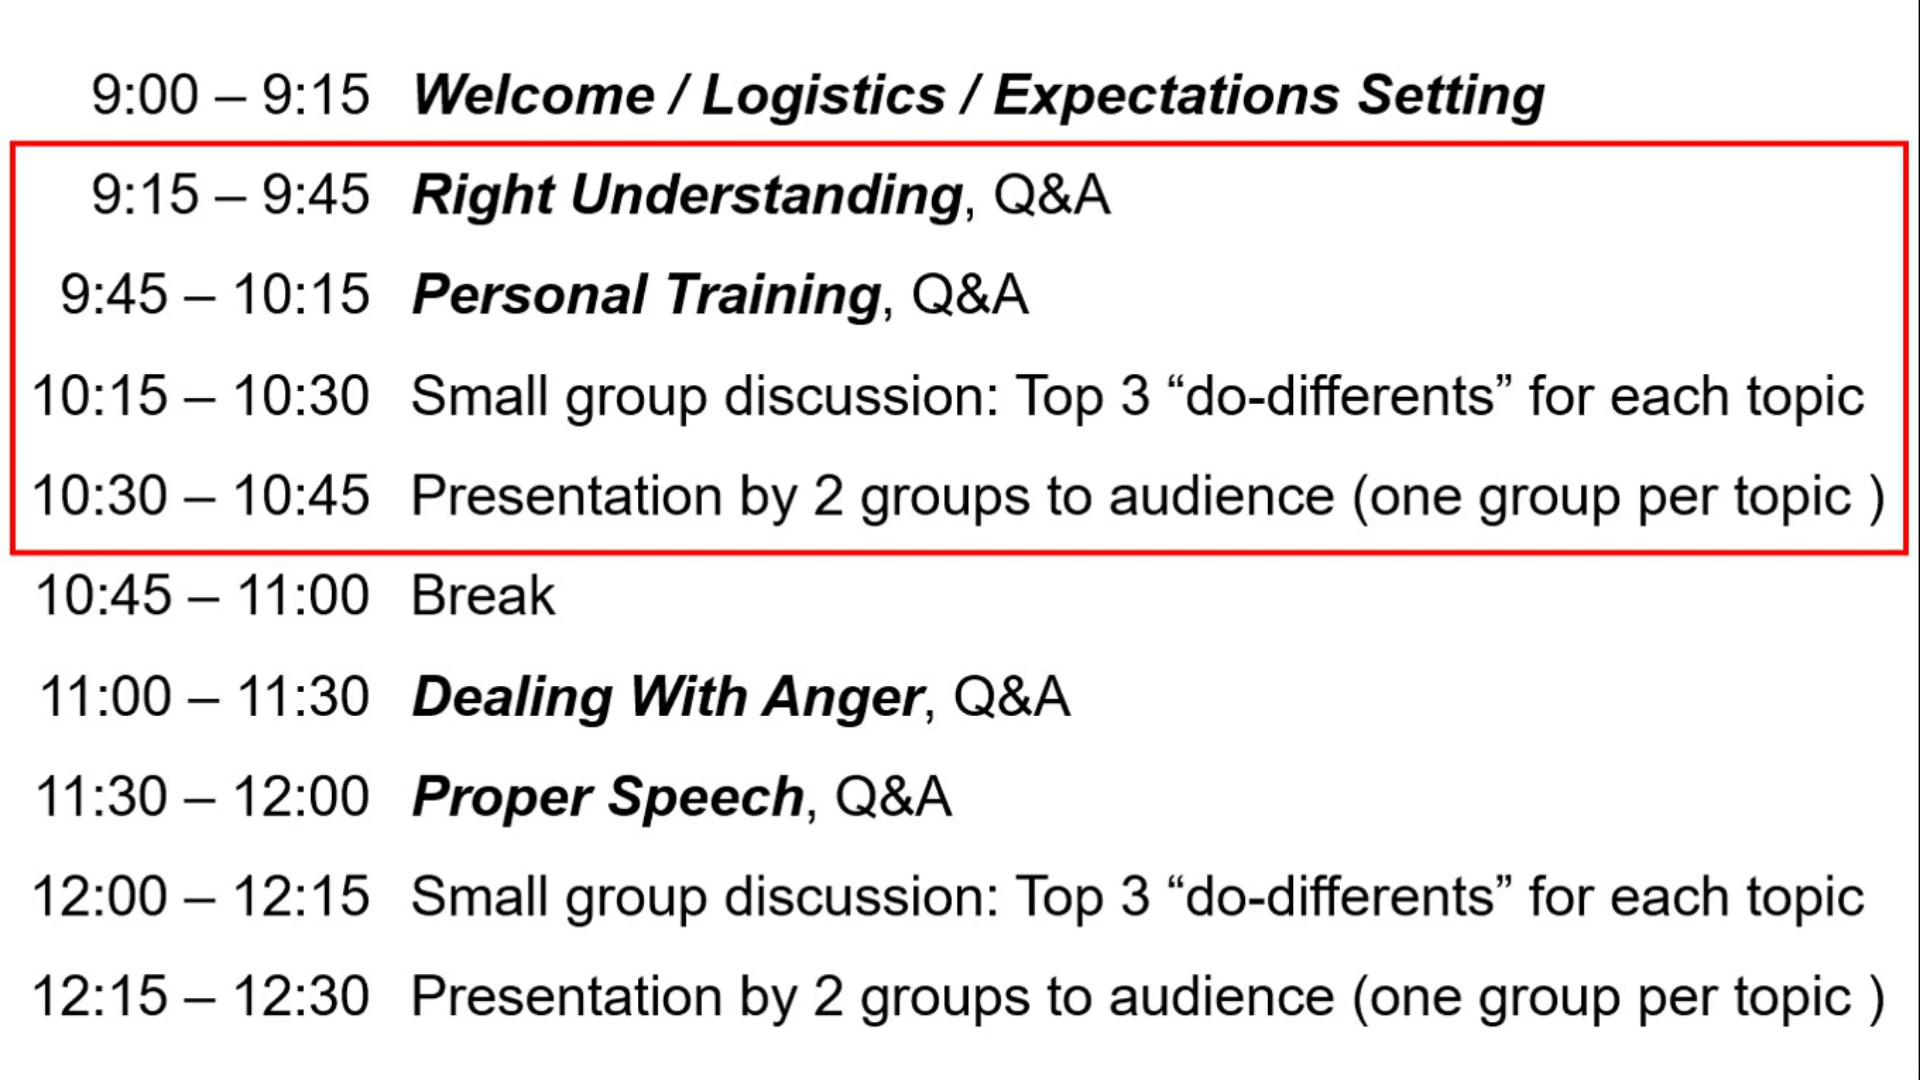 9:00 – 9:15 Welcome / Logistics / Expectations Setting
9:15 – 9:45 Right Understanding, Q&A
9:45 – 10:15 Personal Training, Q&A
10:15 – 10:30 Small group discussion: Top 3 “do-differents” for each topic
10:30 – 10:45 Presentation by 2 groups to audience (one group per topic )
10:45 – 11:00 Break
11:00 – 11:30 Dealing With Anger, Q&A
11:30 – 12:00 Proper Speech, Q&A
12:00 – 12:15 Small group discussion: Top 3 “do-differents” for each topic
12:15 – 12:30 Presentation by 2 groups to audience (one group per topic )